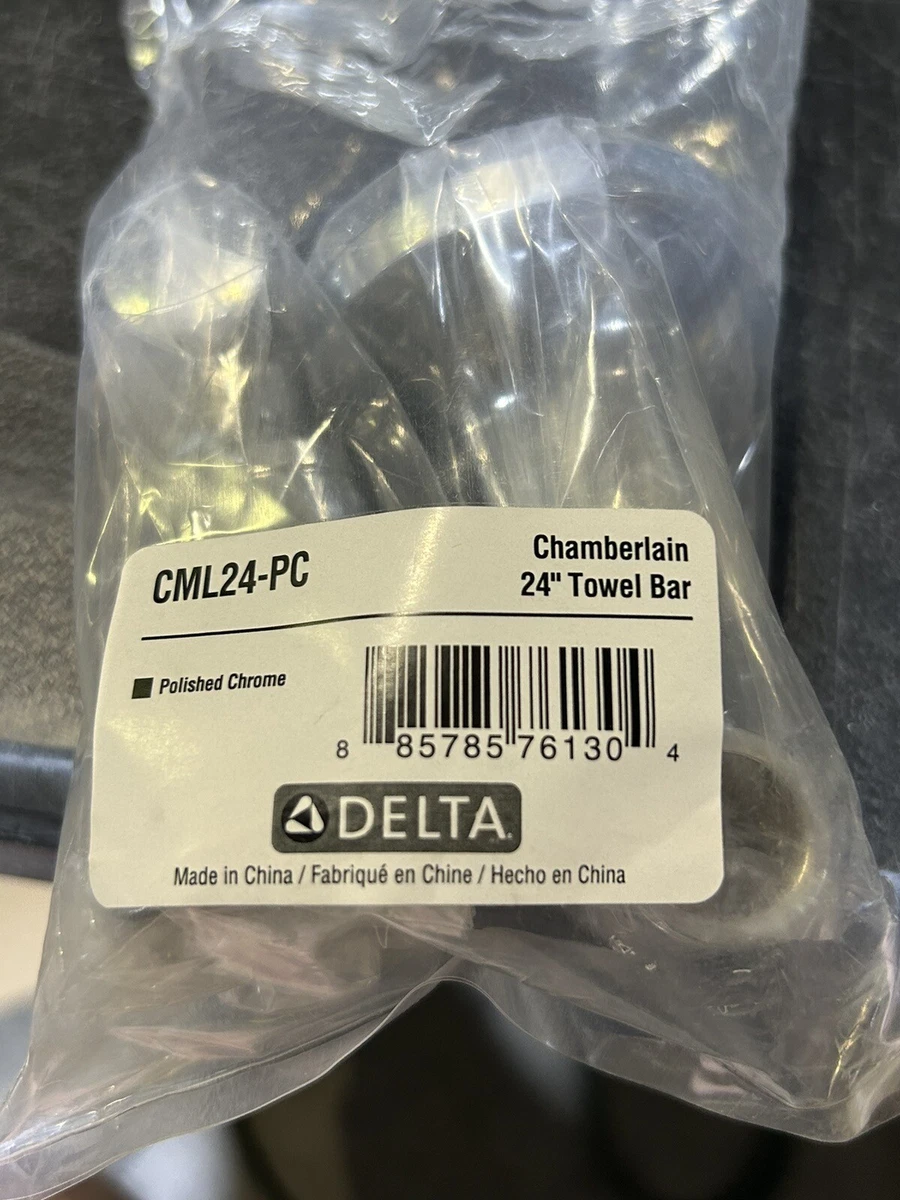 CML24-PC
Chamberlain
24" Towel Bar
Polished Chrome
8 85785 76130 4
DELTA
Made in China / Fabriqué en Chine / Hecho en China